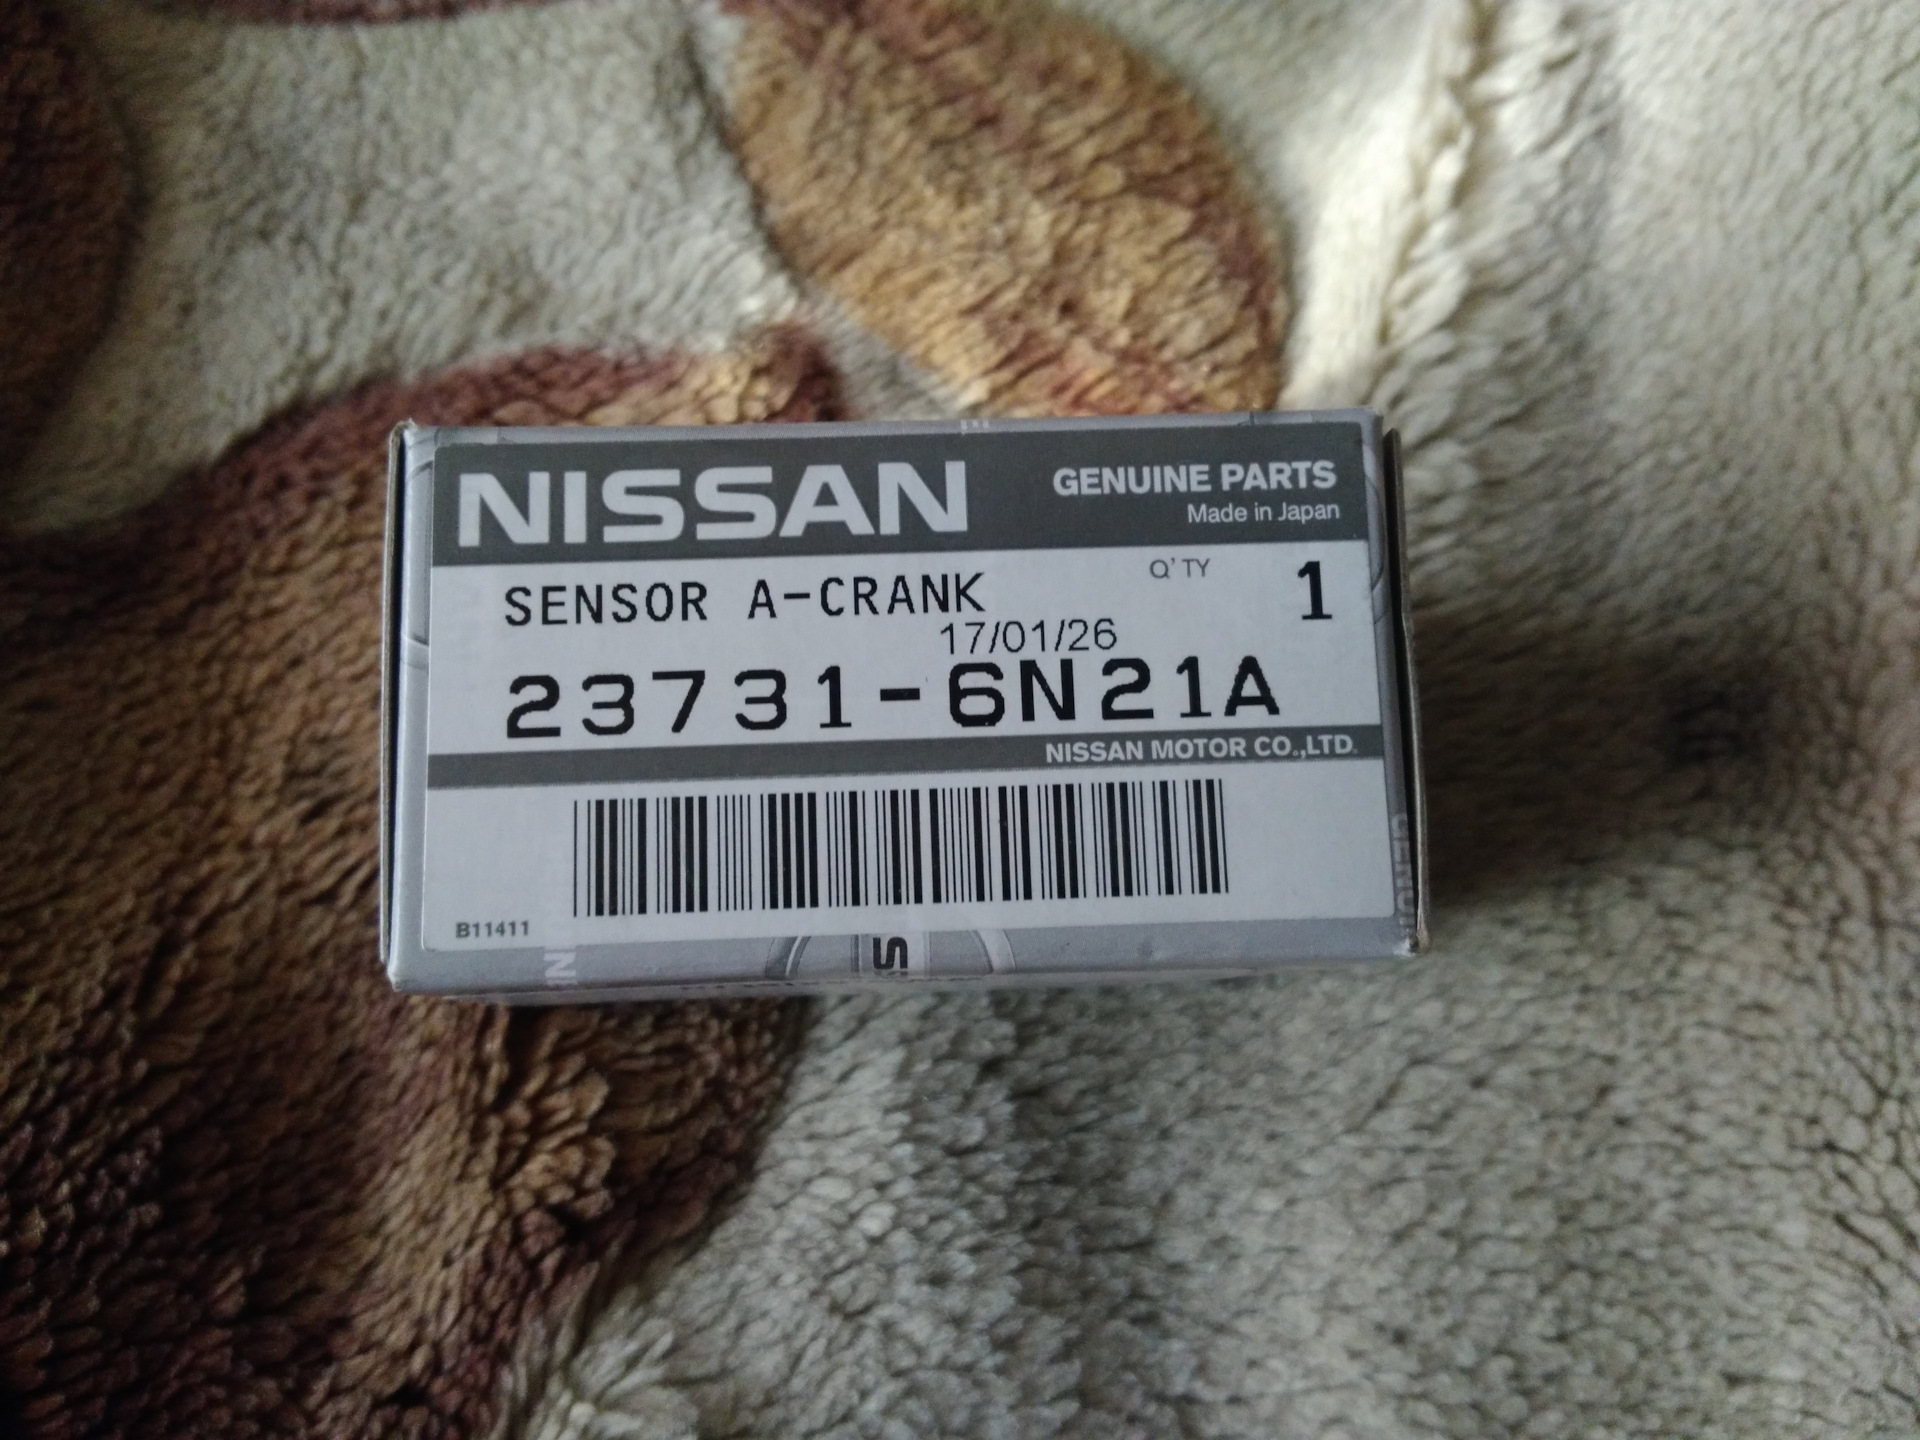 NISSAN
GENUINE PARTS
Made in Japan
SENSOR A-CRANK
Q'TY 1
17/01/26
23731-6N21A
NISSAN MOTOR CO.,LTD.
B11411